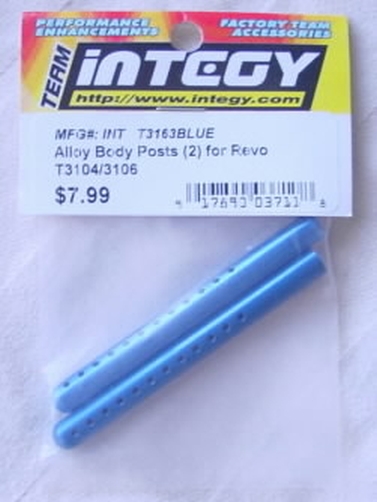 PERFORMANCE
ENHANCEMENTS
FACTORY TEAM
ACCESSORIES
TEAM
iNTEGY
http://www.integy.com
MFG#: INT T3163BLUE
Alloy Body Posts (2) for Revo
T3104/3106
$7.99